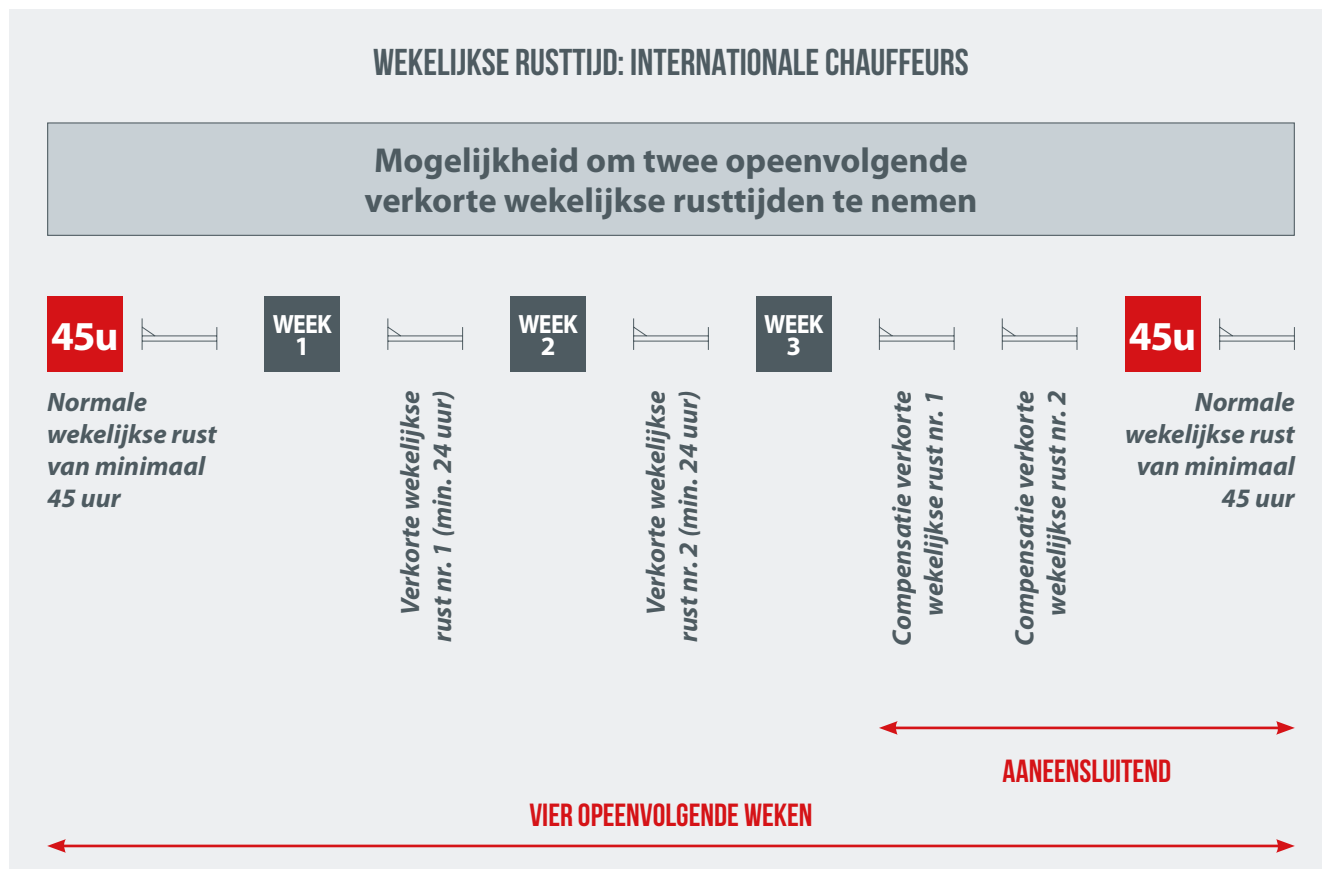 WEKELIJKSE RUSTTIJD: INTERNATIONALE CHAUFFEURS
Mogelijkheid om twee opeenvolgende
verkorte wekelijkse rusttijden te nemen
45u
WEEK
1
WEEK
2
WEEK
3
45u
Normale
wekelijkse rust
van minimaal
45 uur
Verkorte wekelijkse
rust nr. 1 (min. 24 uur)
Verkorte wekelijkse
rust nr. 2 (min. 24 uur)
Compensatie verkorte
wekelijkse rust nr. 1
Compensatie verkorte
wekelijkse rust nr. 2
Normale
wekelijkse rust
van minimaal
45 uur
AANEENSLUITEND
VIER OPEENVOLGENDE WEKEN